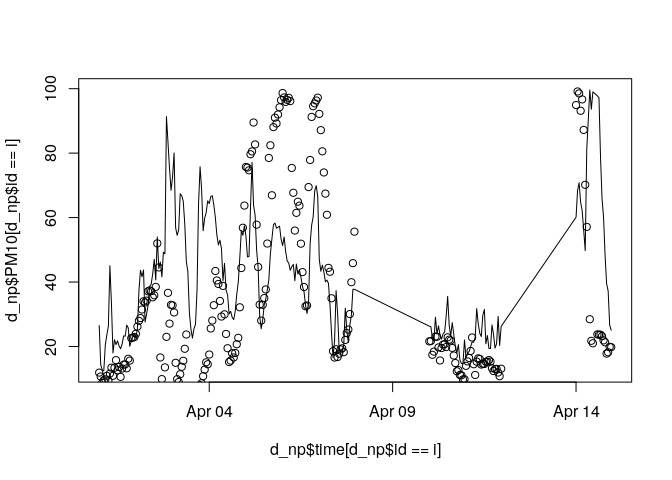 100
80
60
40
20
d_np$PM10[d_np$id == i]
Apr 04
Apr 09
Apr 14
d_np$time[d_np$id == i]